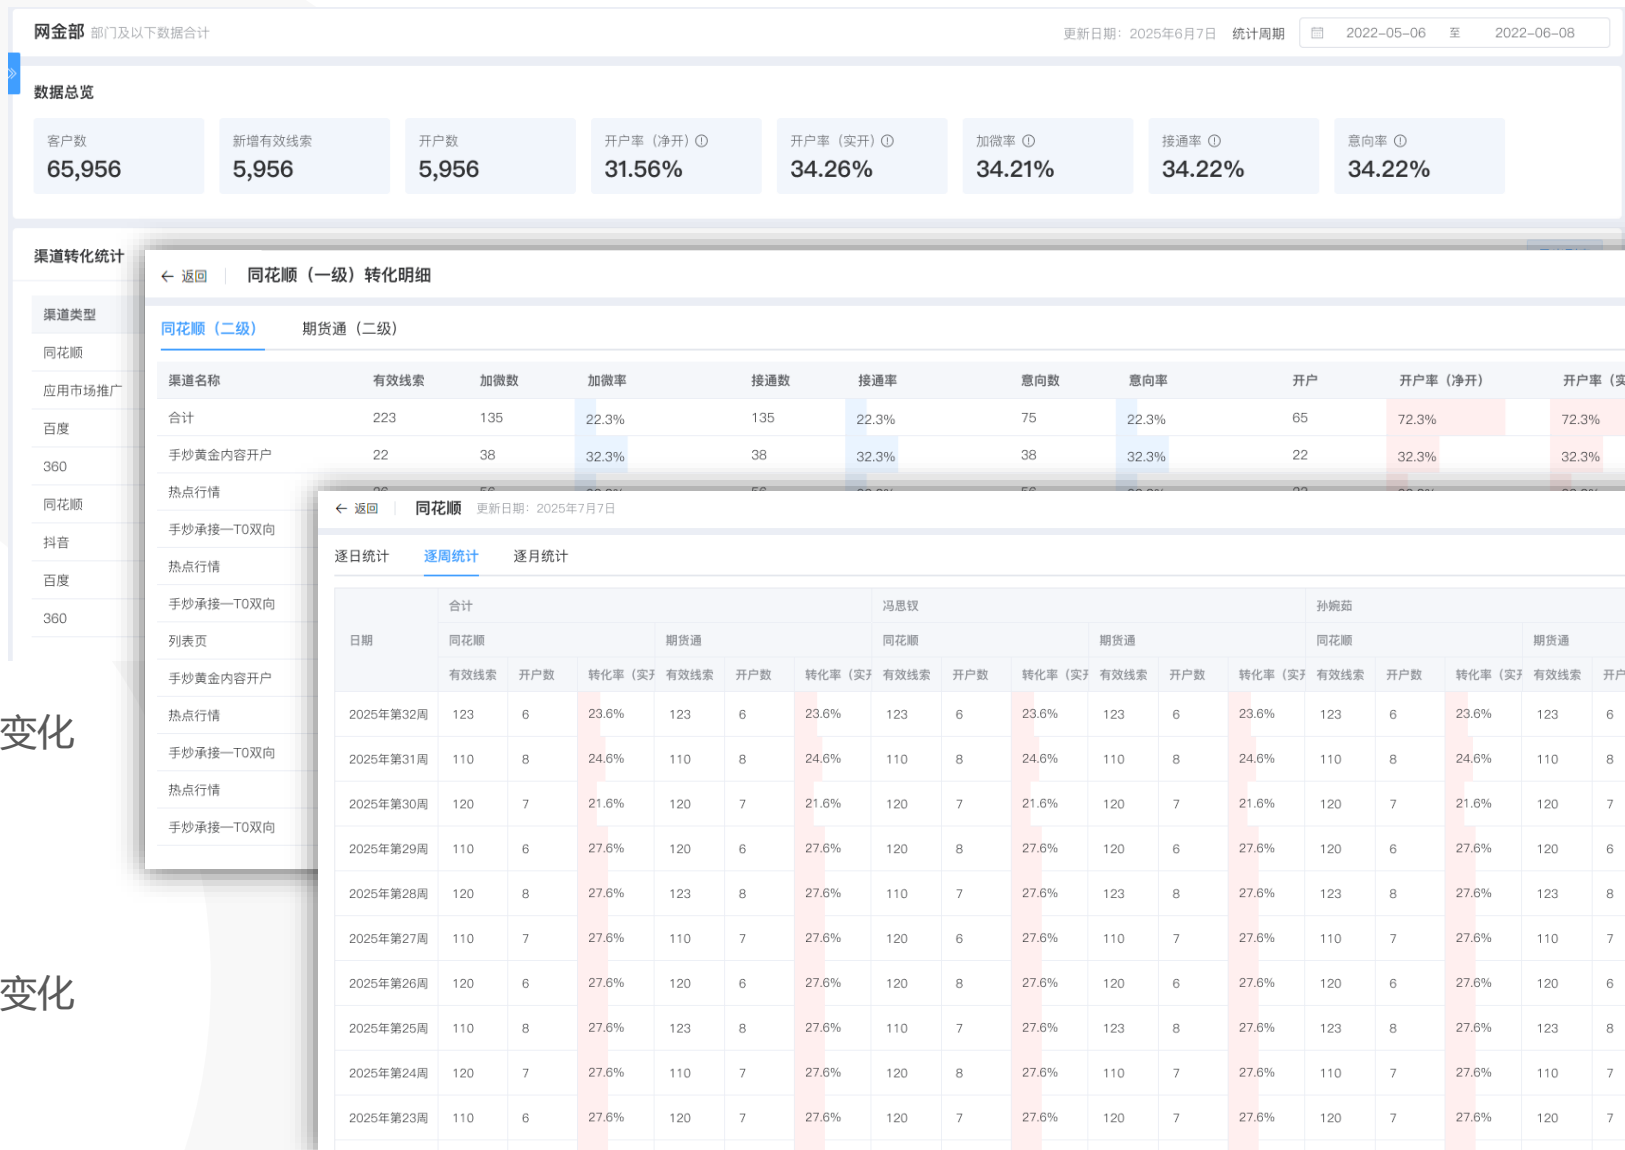 网金部 部门及以下数据合计 更新日期：2025年6月7日 统计周期 2022-05-06 至 2022-06-08
数据总览
客户数 新增有效线索 开户数 开户率（净开） 开户率（实开） 加微率 接通率 意向率
65,956 5,956 5,956 31.56% 34.26% 34.21% 34.22% 34.22%
渠道转化统计
渠道类型
同花顺
应用市场推广
百度
360
同花顺
抖音
百度
360
返回 同花顺（一级）转化明细
同花顺（二级） 期货通（二级）
渠道名称 有效线索 加微数 加微率 接通数 接通率 意向数 意向率 开户 开户率（净开） 开户率（实
合计 223 135 22.3% 135 22.3% 75 22.3% 65 72.3% 72.3%
手炒黄金内容开户 22 38 32.3% 38 32.3% 38 32.3% 22 32.3% 32.3%
热点行情
手炒承接—T0双向
热点行情
手炒承接—T0双向
列表页
手炒黄金内容开户
热点行情
手炒承接—T0双向
热点行情
手炒承接—T0双向
返回 同花顺 更新日期：2025年7月7日
逐日统计 逐周统计 逐月统计
日期 合计 冯思钗 孙婉茹
同花顺 期货通 同花顺 期货通 同花顺 期货通
有效线索 开户数 转化率（实开 有效线索 开户数 转化率（实开 有效线索 开户数 转化率（实开 有效线索 开户数 转化率（实开 有效线索 开户数 转化率（实开 有效线索 开户
2025年第32周 123 6 23.6% 123 6 23.6% 123 6 23.6% 123 6 23.6% 123 6 23.6% 123 6
2025年第31周 110 8 24.6% 110 8 24.6% 110 8 24.6% 110 8 24.6% 110 8 24.6% 110 8
2025年第30周 120 7 21.6% 120 7 21.6% 120 7 21.6% 120 7 21.6% 120 7 21.6% 120 7
2025年第29周 110 6 27.6% 120 6 27.6% 120 8 27.6% 120 6 27.6% 120 6 27.6% 120 6
2025年第28周 120 8 27.6% 123 8 27.6% 110 7 27.6% 123 8 27.6% 123 8 27.6% 123 8
2025年第27周 110 7 27.6% 110 7 27.6% 120 6 27.6% 110 7 27.6% 110 7 27.6% 110 7
2025年第26周 120 6 27.6% 120 6 27.6% 120 8 27.6% 120 6 27.6% 120 6 27.6% 120 6
2025年第25周 110 8 27.6% 123 8 27.6% 110 7 27.6% 123 8 27.6% 123 8 27.6% 123 8
2025年第24周 120 7 27.6% 110 7 27.6% 120 8 27.6% 110 7 27.6% 110 7 27.6% 110 7
2025年第23周 110 6 27.6% 120 7 27.6% 120 7 27.6% 120 7 27.6% 120 7 27.6% 120 7
变化
变化